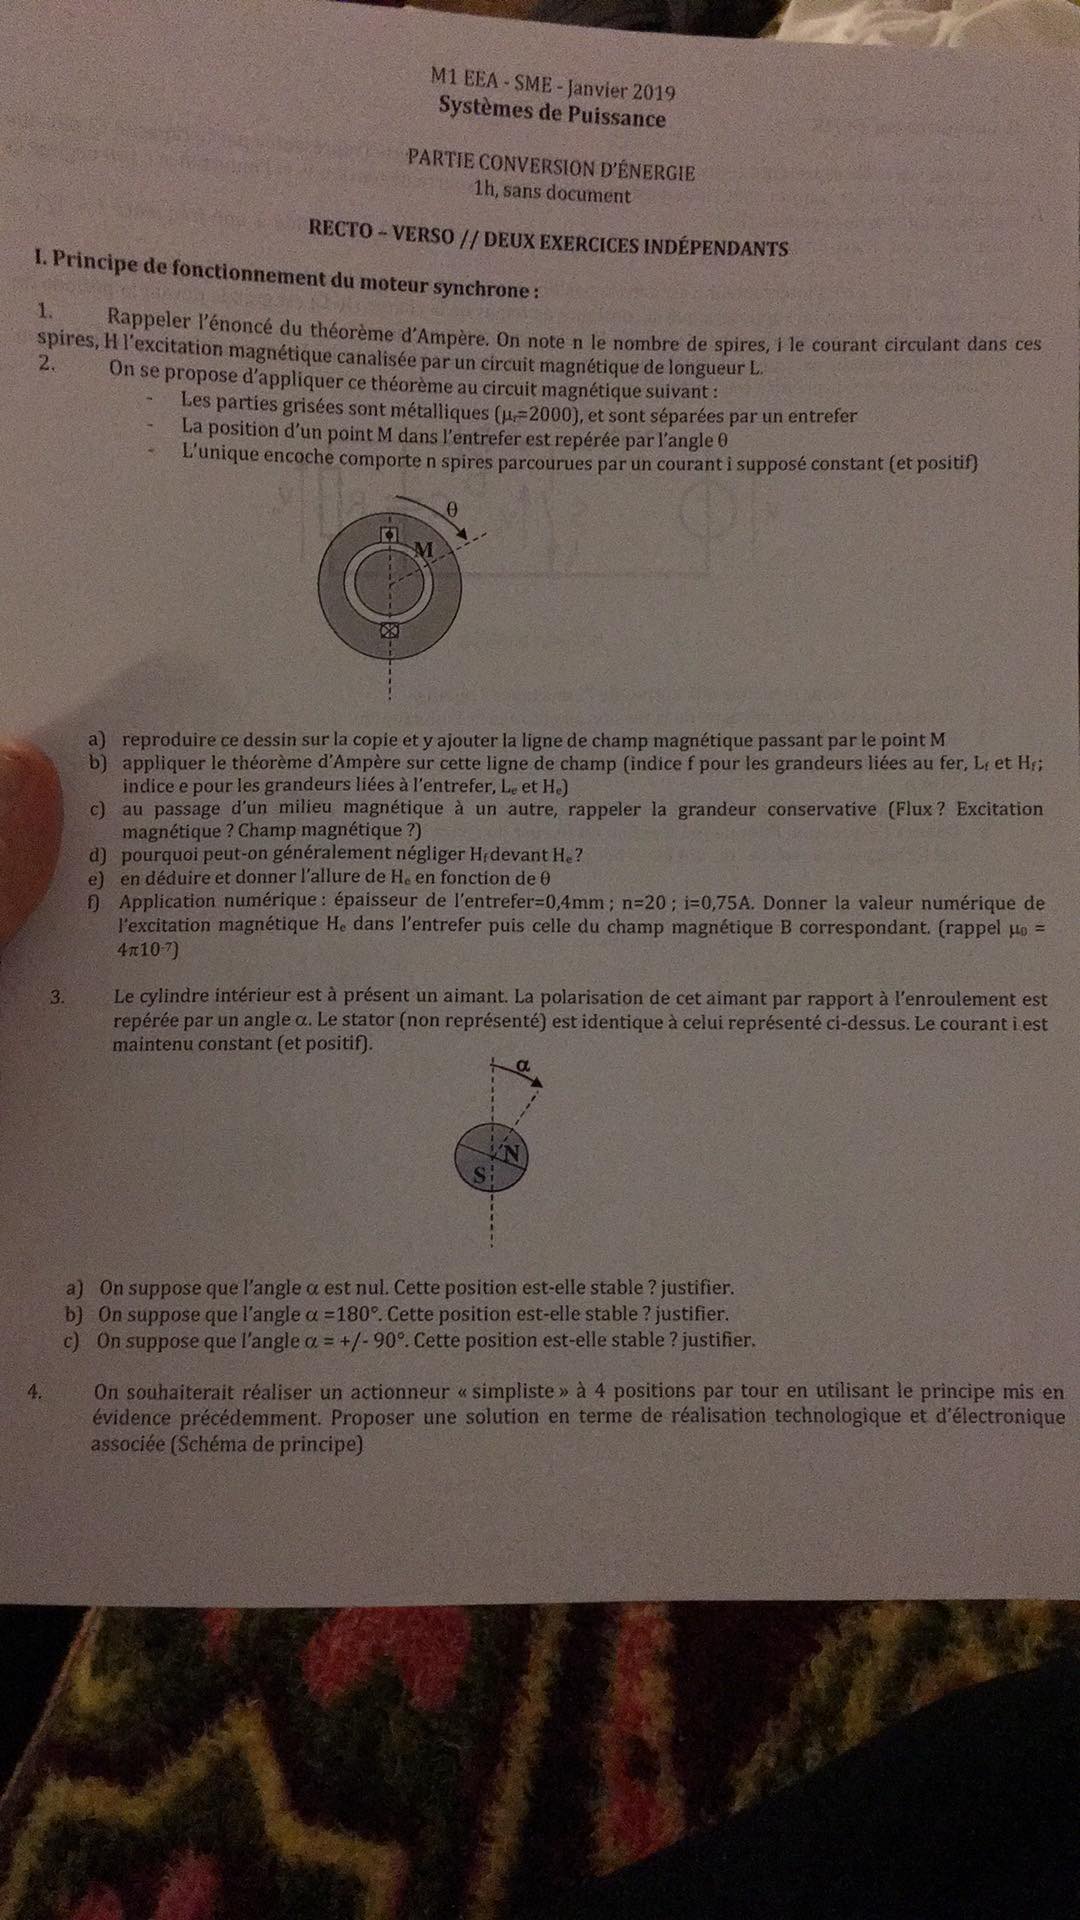 M1 EEA - SME - Janvier 2019
Systèmes de Puissance
PARTIE CONVERSION D'ÉNERGIE
1h, sans document
RECTO – VERSO // DEUX EXERCICES INDÉPENDANTS
I. Principe de fonctionnement du moteur synchrone :
1. Rappeler l'énoncé du théorème d'Ampère. On note n le nombre de spires, i le courant circulant dans ces
spires, H l'excitation magnétique canalisée par un circuit magnétique de longueur L.
2. On se propose d'appliquer ce théorème au circuit magnétique suivant :
- Les parties grisées sont métalliques (μr=2000), et sont séparées par un entrefer
- La position d'un point M dans l'entrefer est repérée par l'angle θ
- L'unique encoche comporte n spires parcourues par un courant i supposé constant (et positif)
θ
M
a) reproduire ce dessin sur la copie et y ajouter la ligne de champ magnétique passant par le point M
b) appliquer le théorème d'Ampère sur cette ligne de champ (indice f pour les grandeurs liées au fer, Lf et Hf;
indice e pour les grandeurs liées à l'entrefer, Le et He)
c) au passage d'un milieu magnétique à un autre, rappeler la grandeur conservative (Flux ? Excitation
magnétique ? Champ magnétique ?)
d) pourquoi peut-on généralement négliger Hf devant He ?
e) en déduire et donner l'allure de He en fonction de θ
f) Application numérique : épaisseur de l'entrefer=0,4mm ; n=20 ; i=0,75A. Donner la valeur numérique de
l'excitation magnétique He dans l'entrefer puis celle du champ magnétique B correspondant. (rappel μ0 =
4π10-7)
3. Le cylindre intérieur est à présent un aimant. La polarisation de cet aimant par rapport à l'enroulement est
repérée par un angle α. Le stator (non représenté) est identique à celui représenté ci-dessus. Le courant i est
maintenu constant (et positif).
α
N
S
a) On suppose que l'angle α est nul. Cette position est-elle stable ? justifier.
b) On suppose que l'angle α =180°. Cette position est-elle stable ? justifier.
c) On suppose que l'angle α = +/- 90°. Cette position est-elle stable ? justifier.
4. On souhaiterait réaliser un actionneur « simpliste » à 4 positions par tour en utilisant le principe mis en
évidence précédemment. Proposer une solution en terme de réalisation technologique et d'électronique
associée (Schéma de principe)